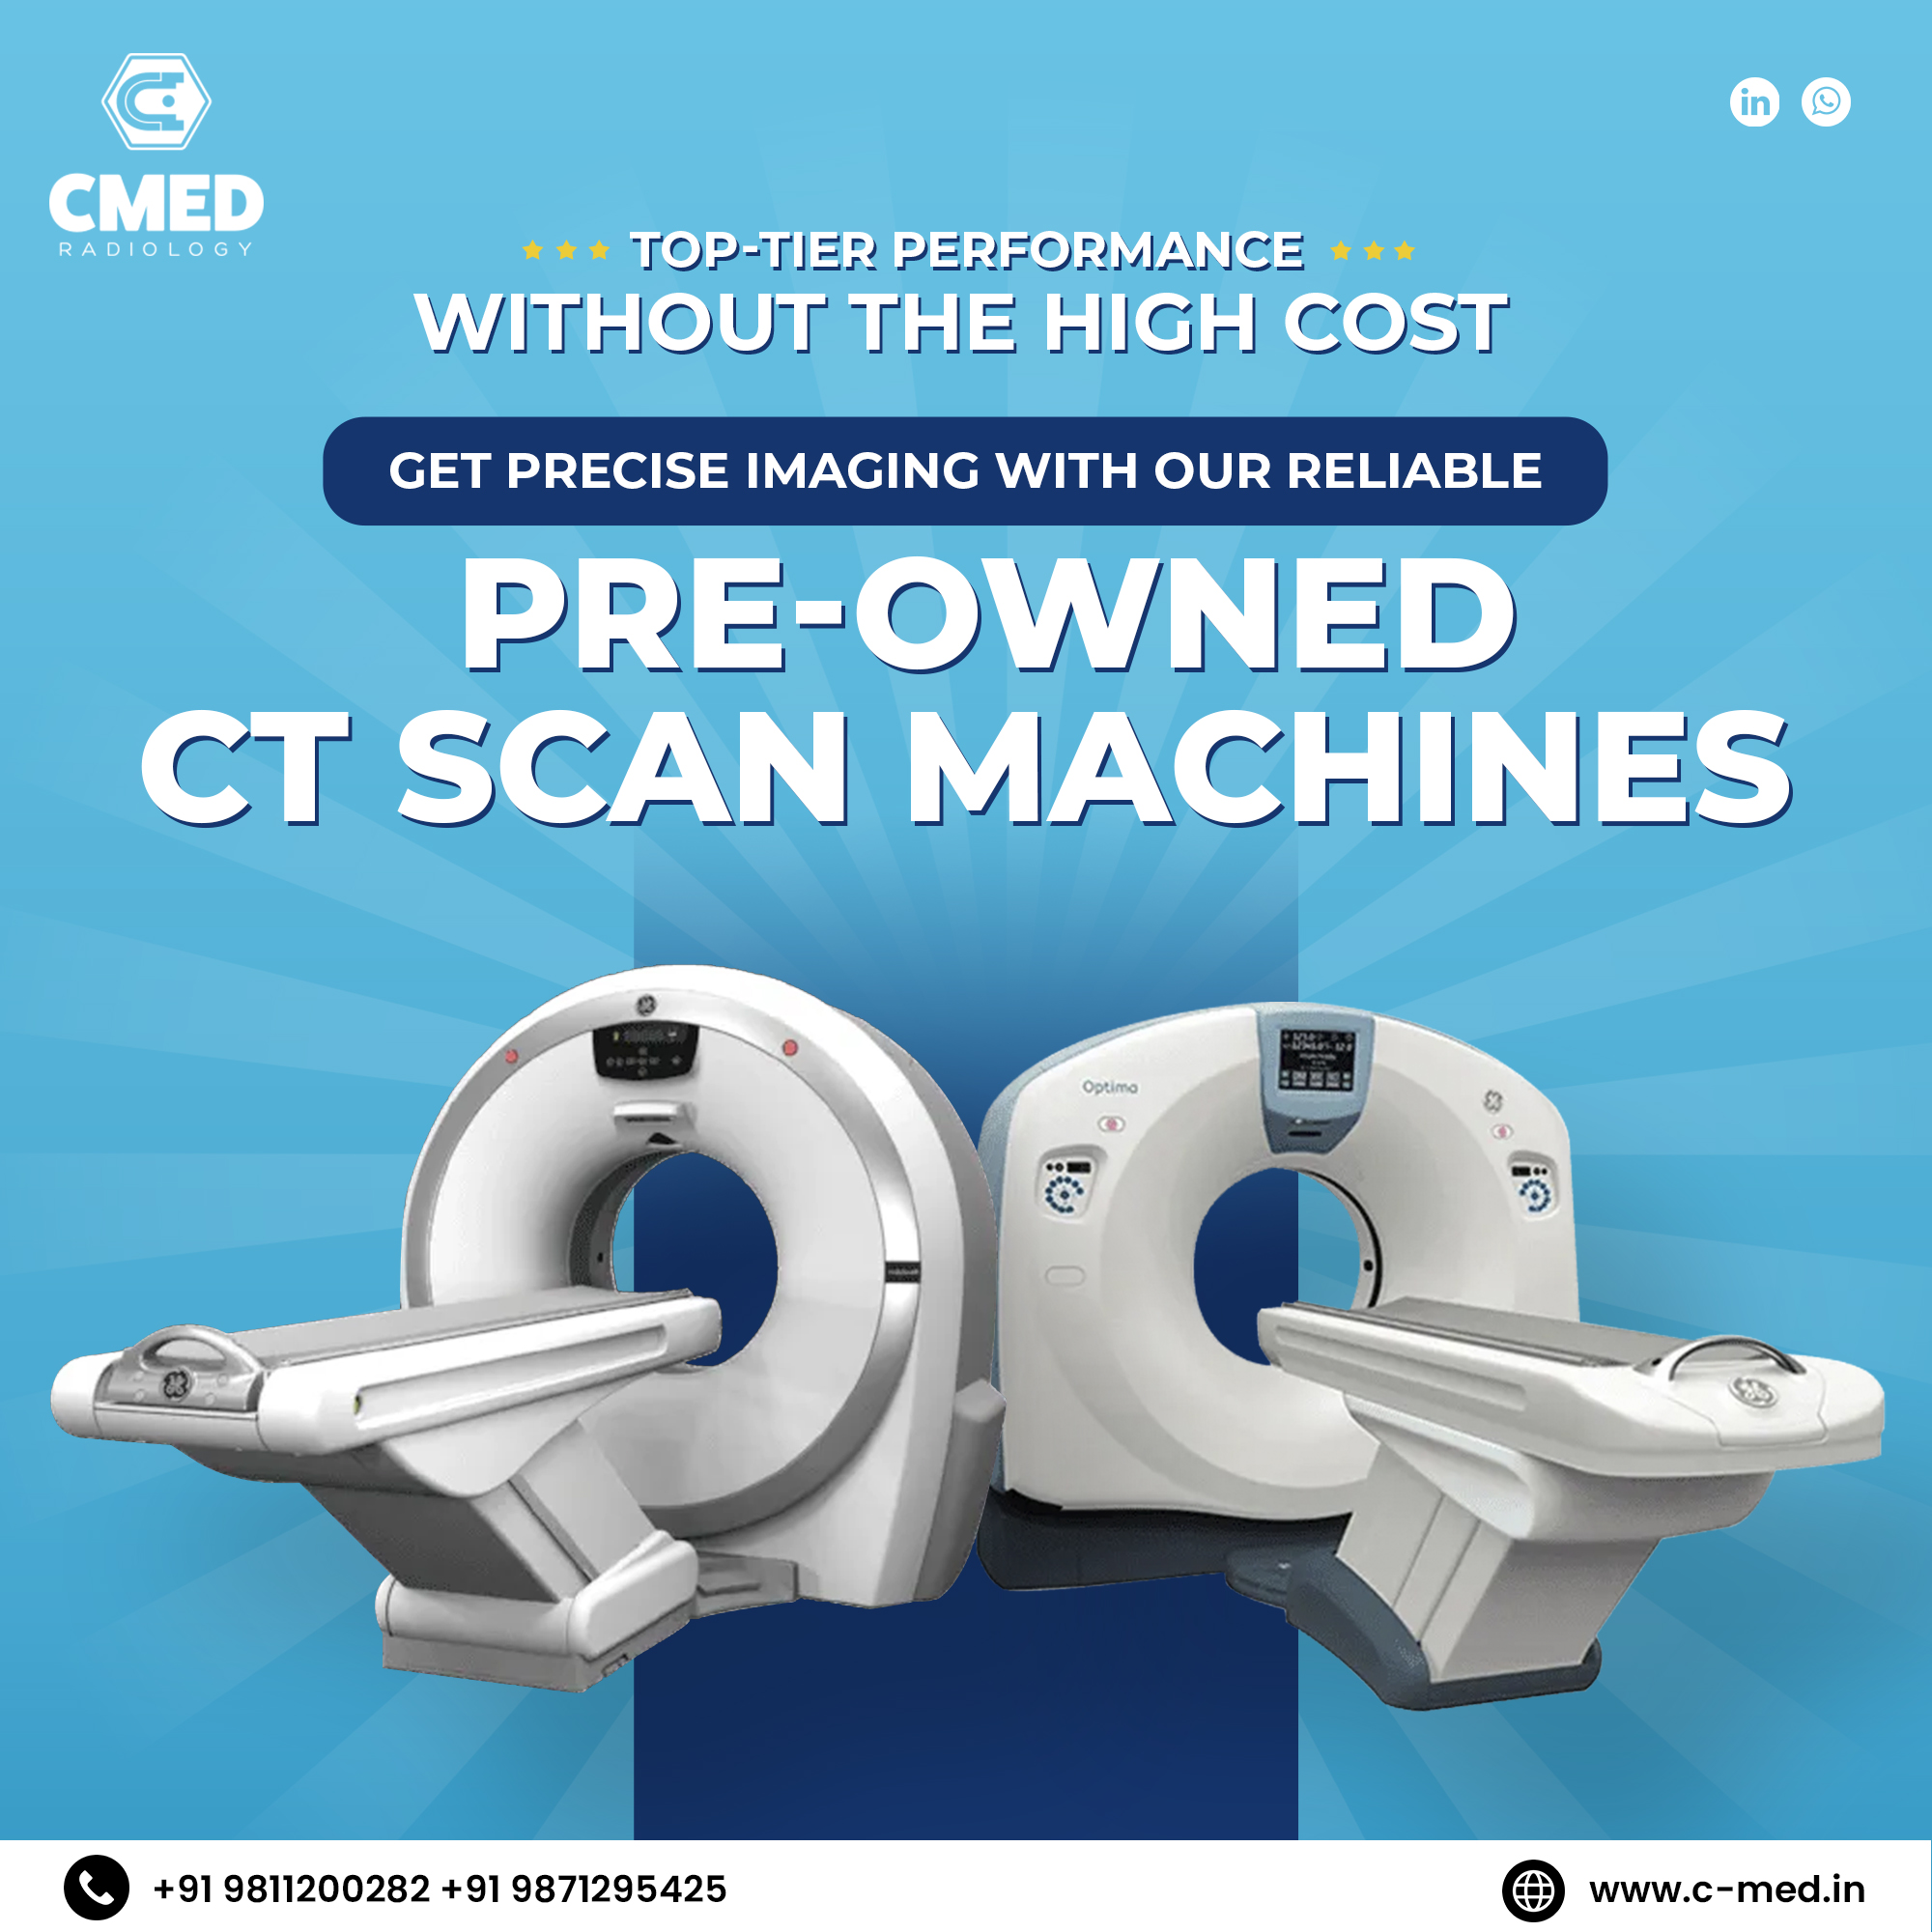 CMED
RADIOLOGY
in
TOP-TIER PERFORMANCE
WITHOUT THE HIGH COST
GET PRECISE IMAGING WITH OUR RELIABLE
PRE-OWNED
CT SCAN MACHINES
Optima
+91 9811200282 +91 9871295425
www.c-med.in